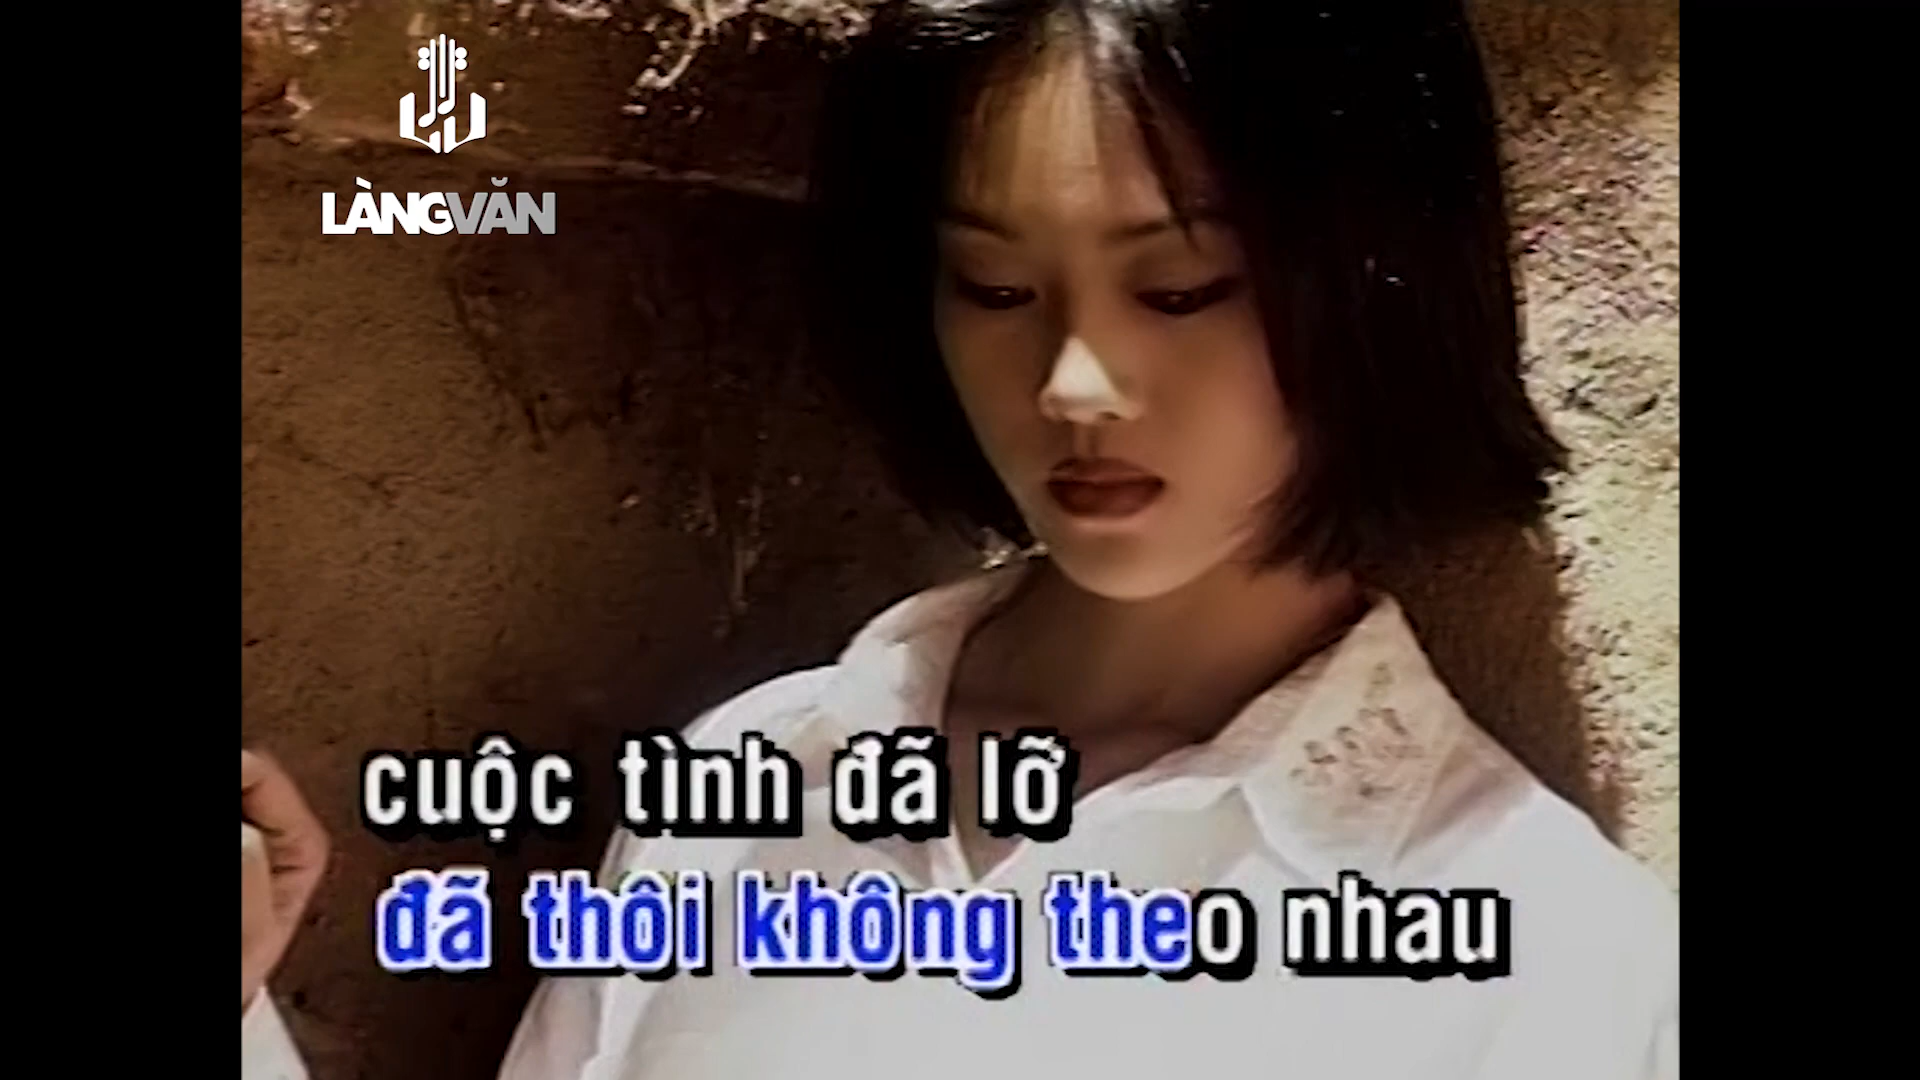 LÀNGVĂN
cuộc tình đã lỡ
đã thôi không theo nhau